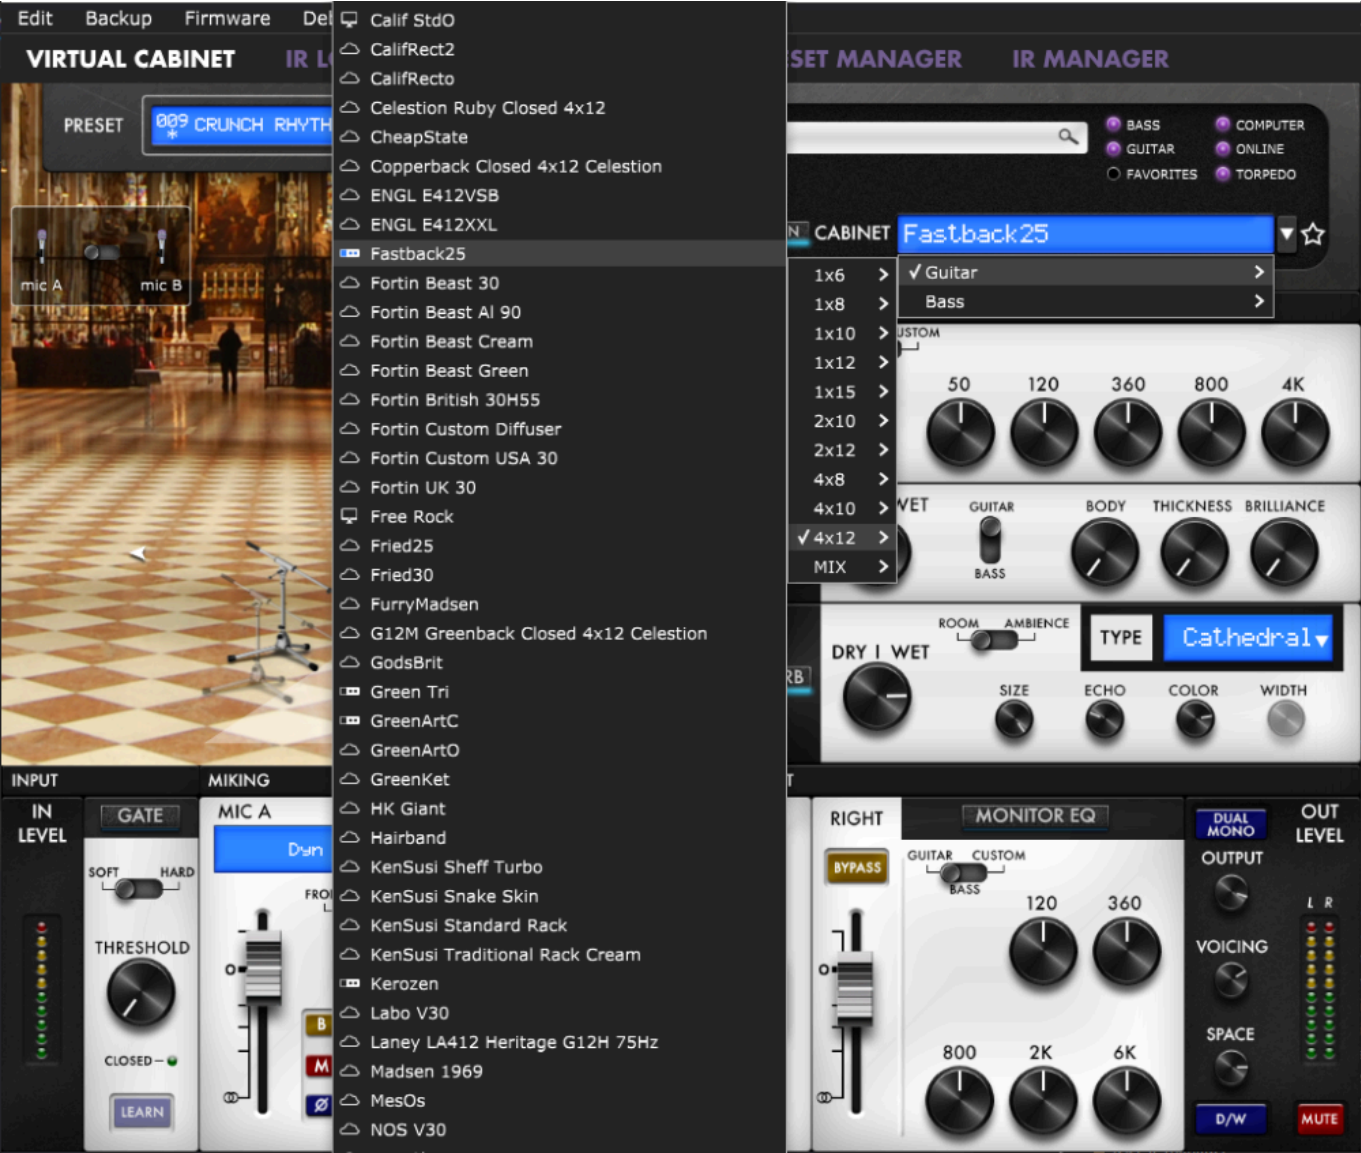 Edit Backup Firmware
VIRTUAL CABINET IR MANAGER
PRESET
009 CRUNCH
*
mic A mic B
Calif StdO
CalifRect2
CalifRecto
Celestion Ruby Closed 4x12
CheapState
Copperback Closed 4x12 Celestion
ENGL E412VSB
ENGL E412XXL
Fastback25
Fortin Beast 30
Fortin Beast Al 90
Fortin Beast Cream
Fortin Beast Green
Fortin British 30H55
Fortin Custom Diffuser
Fortin Custom USA 30
Fortin UK 30
Free Rock
Fried25
Fried30
FurryMadsen
G12M Greenback Closed 4x12 Celestion
GodsBrit
Green Tri
GreenArtC
GreenArtO
GreenKet
HK Giant
Hairband
KenSusi Sheff Turbo
KenSusi Snake Skin
KenSusi Standard Rack
KenSusi Traditional Rack Cream
Kerozen
Labo V30
Laney LA412 Heritage G12H 75Hz
Madsen 1969
MesOs
NOS V30
MANAGER
BASS COMPUTER
GUITAR ONLINE
FAVORITES TORPEDO
CABINET Fastback25
✓ Guitar >
Bass >
1x6 >
1x8 >
1x10 >
1x12 >
1x15 >
2x10 >
2x12 >
4x8 >
4x10 >
✓ 4x12 >
MIX >
50 120 360 800 4K
GUITAR
BASS
BODY THICKNESS BRILLIANCE
ROOM AMBIENCE
TYPE Cathedral
DRY I WET
SIZE ECHO COLOR WIDTH
INPUT MIKING
IN LEVEL
GATE
SOFT HARD
THRESHOLD
CLOSED
LEARN
MIC A
Dyn
0
B
M
Ø
RIGHT
BYPASS
0
MONITOR EQ
GUITAR CUSTOM
BASS
120 360
800 2K 6K
DUAL MONO
OUTPUT
VOICING
SPACE
D/W
OUT LEVEL
L R
MUTE